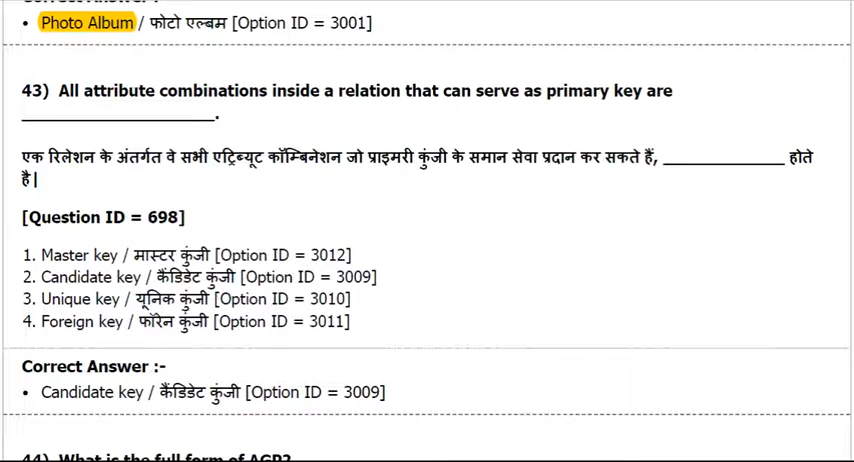 • Photo Album / फोटो एल्बम [Option ID = 3001]
43) All attribute combinations inside a relation that can serve as primary key are
____________________.
एक रिलेशन के अंतर्गत वे सभी एट्रिब्यूट कॉम्बिनेशन जो प्राइमरी कुंजी के समान सेवा प्रदान कर सकते हैं, ______________ होते
है|
[Question ID = 698]
1. Master key / मास्टर कुंजी [Option ID = 3012]
2. Candidate key / कैंडिडेट कुंजी [Option ID = 3009]
3. Unique key / यूनिक कुंजी [Option ID = 3010]
4. Foreign key / फॉरेन कुंजी [Option ID = 3011]
Correct Answer :-
• Candidate key / कैंडिडेट कुंजी [Option ID = 3009]
44) What is the full form of AGP?